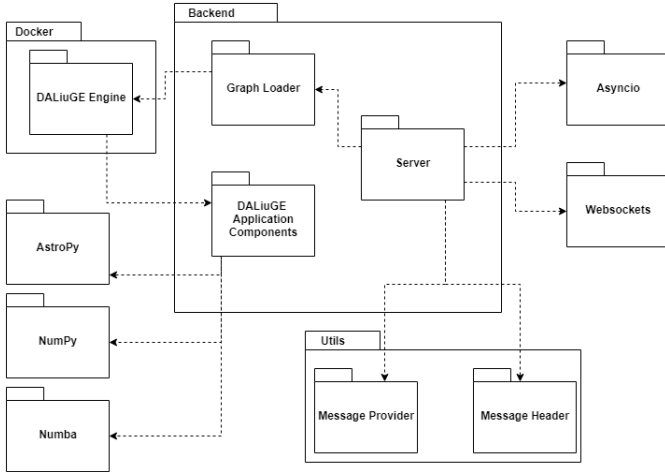 Docker
DALiuGE Engine
Backend
Graph Loader
Server
DALiuGE
Application
Components
Asyncio
Websockets
AstroPy
NumPy
Numba
Utils
Message Provider
Message Header